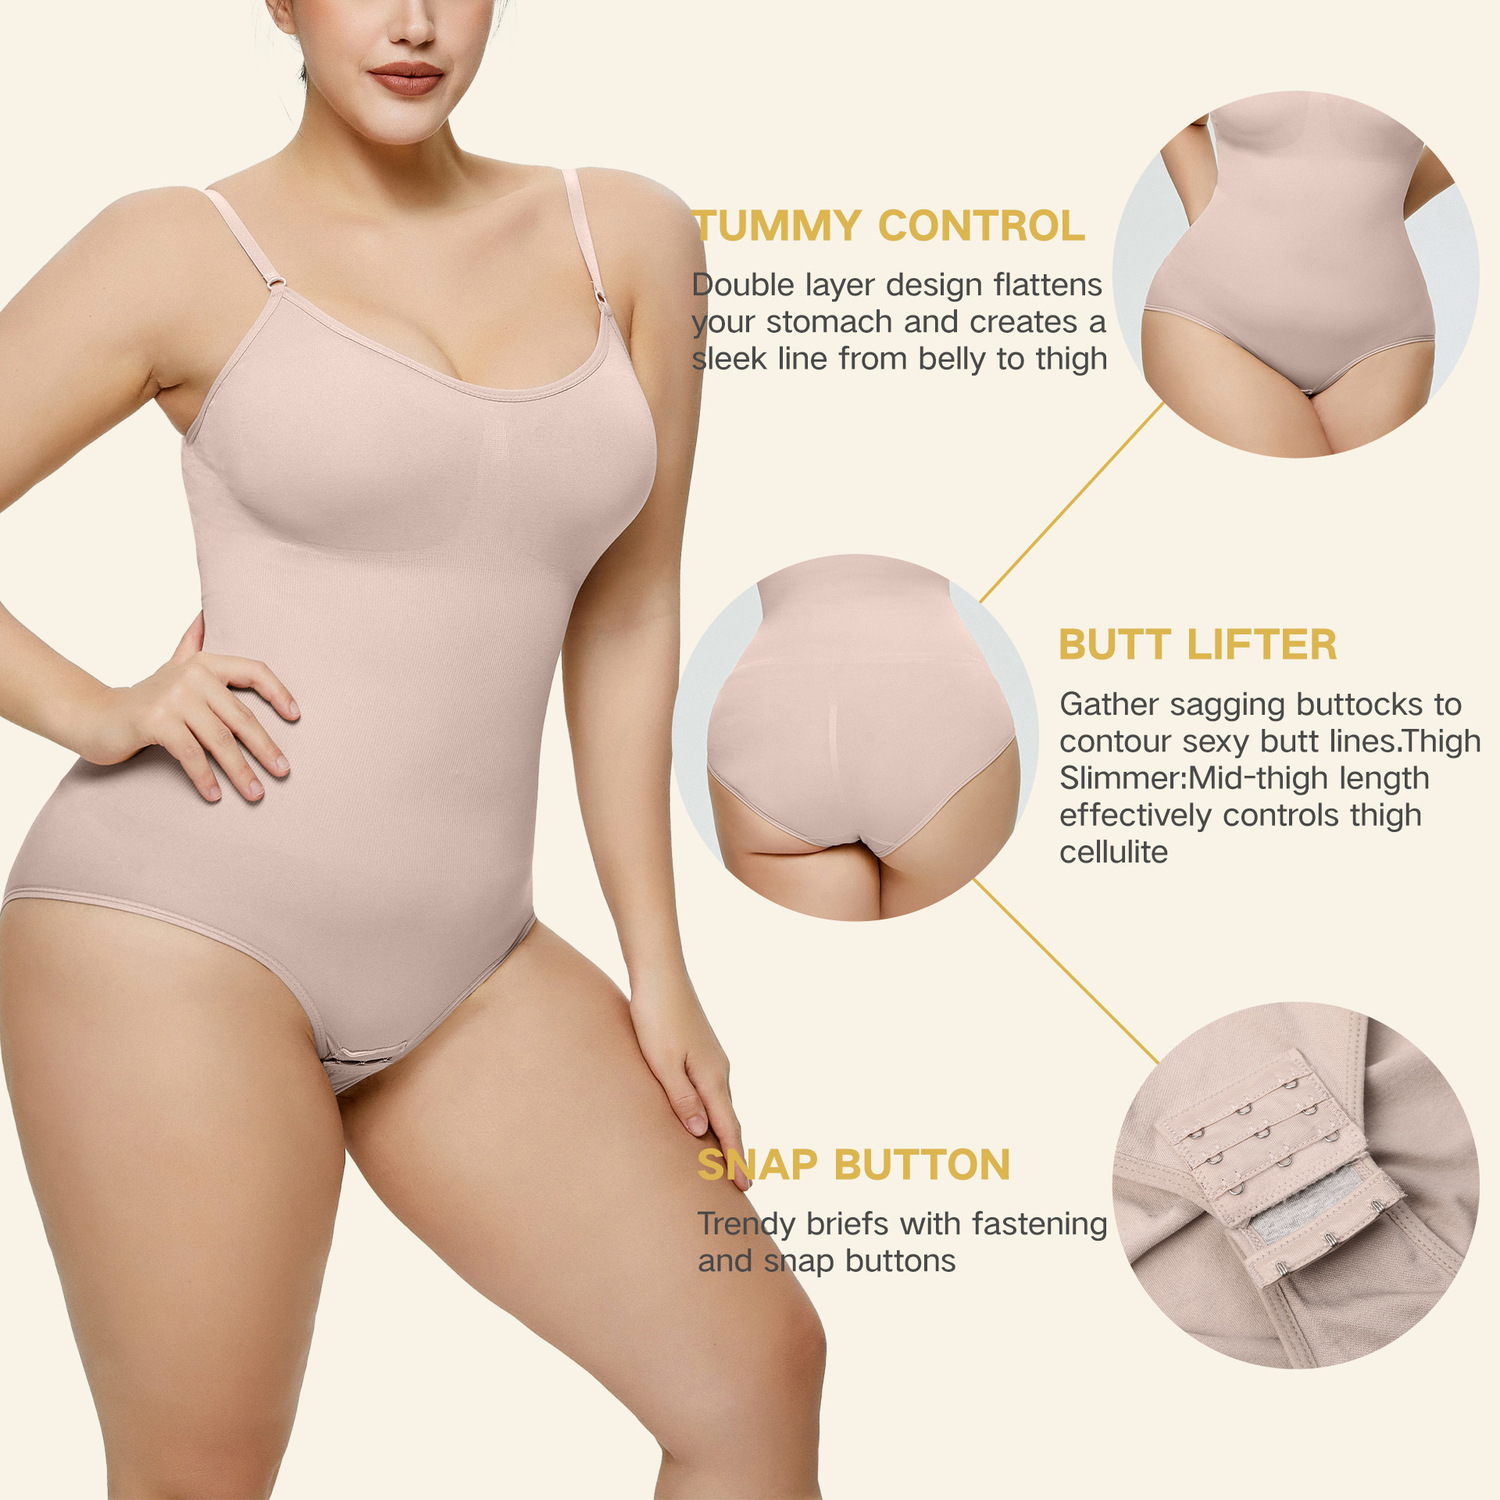 TUMMY CONTROL
Double layer design flattens
your stomach and creates a
sleek line from belly to thigh
BUTT LIFTER
Gather sagging buttocks to
contour sexy butt lines.Thigh
Slimmer:Mid-thigh length
effectively controls thigh
cellulite
SNAP BUTTON
Trendy briefs with fastening
and snap buttons